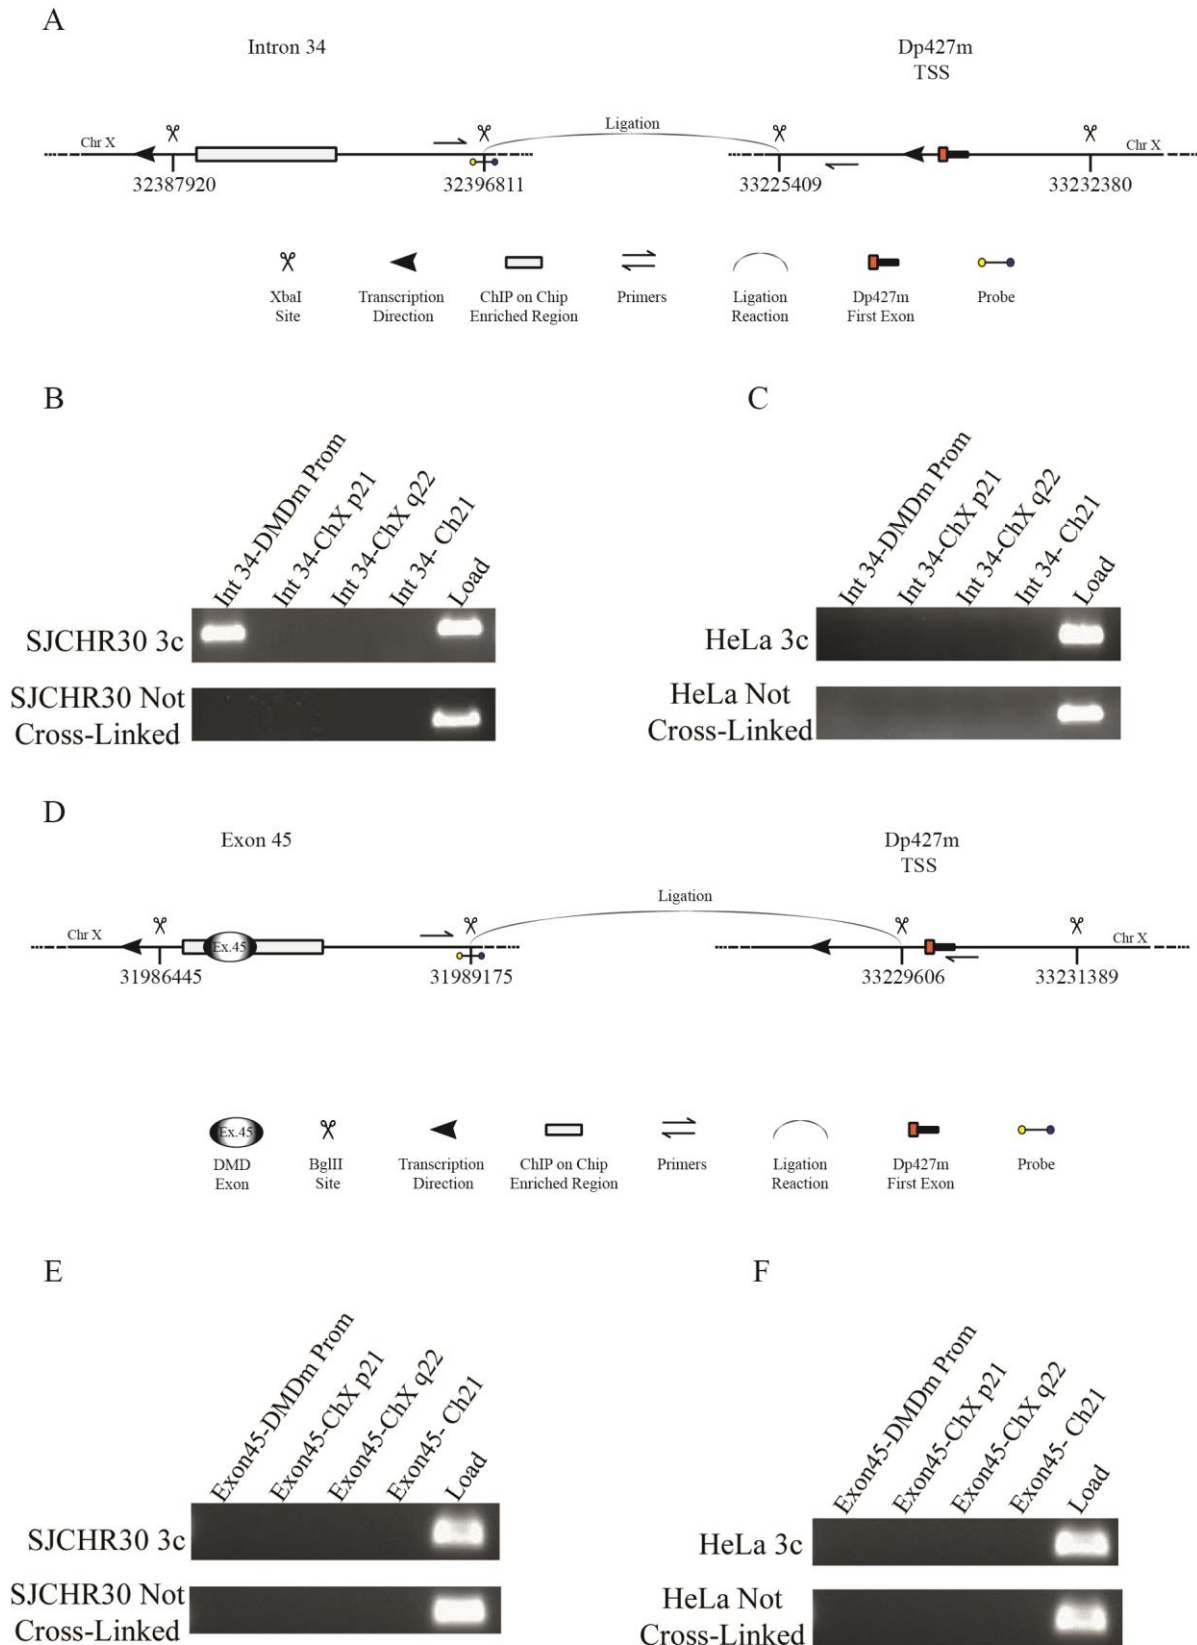 A
Intron 34
Dp427m
TSS
Ligation
Chr X
Chr X
32387920
32396811
33225409
33232380
XbaI
Site
Transcription
Direction
ChIP on Chip
Enriched Region
Primers
Ligation
Reaction
Dp427m
First Exon
Probe
B
Int 34-DMDm Prom
Int 34-ChX p21
Int 34-ChX q22
Int 34- Ch21
Load
SJCHR30 3c
SJCHR30 Not
Cross-Linked
C
Int 34-DMDm Prom
Int 34-ChX p21
Int 34-ChX q22
Int 34- Ch21
Load
HeLa 3c
HeLa Not
Cross-Linked
D
Exon 45
Dp427m
TSS
Ligation
Chr X
Ex.45
Chr X
31986445
31989175
33229606
33231389
Ex.45
DMD
Exon
BglII
Site
Transcription
Direction
ChIP on Chip
Enriched Region
Primers
Ligation
Reaction
Dp427m
First Exon
Probe
E
Exon45-DMDm Prom
Exon45-ChX p21
Exon45-ChX q22
Exon45- Ch21
Load
SJCHR30 3c
SJCHR30 Not
Cross-Linked
F
Exon45-DMDm Prom
Exon45-ChX p21
Exon45-ChX q22
Exon45- Ch21
Load
HeLa 3c
HeLa Not
Cross-Linked